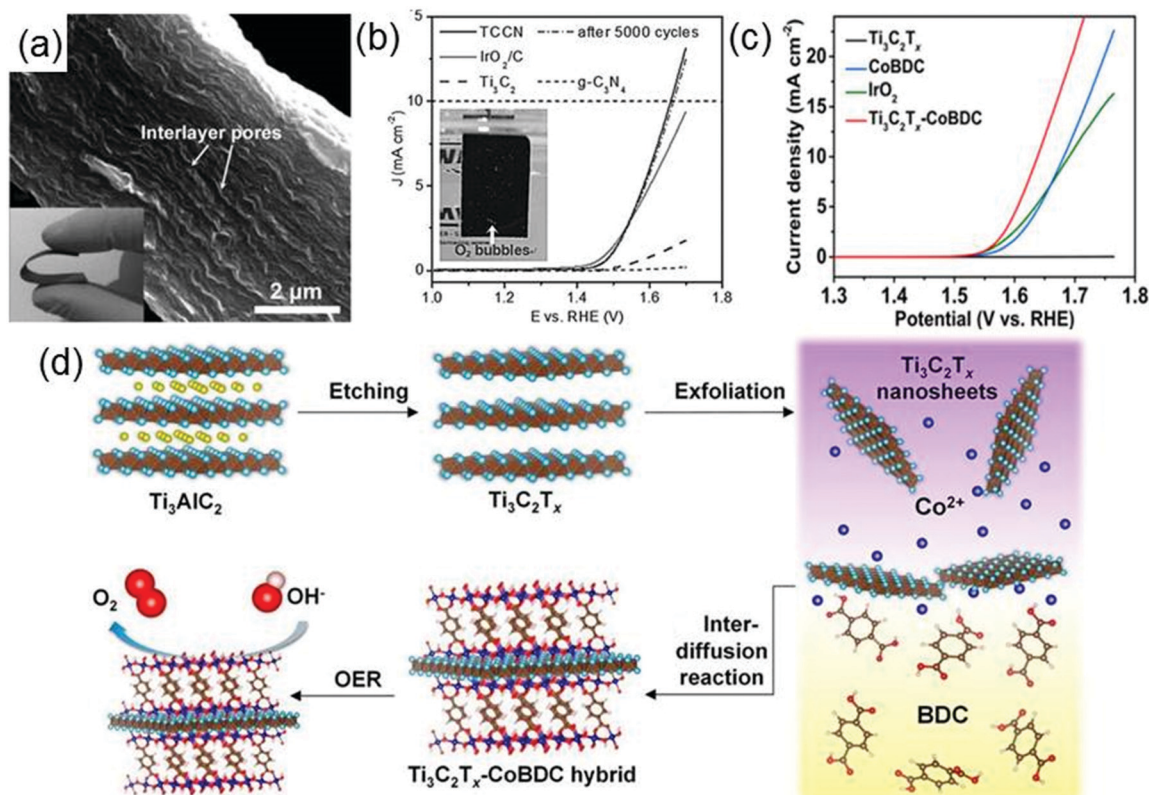 (a)
Interlayer pores
2 μm
(b)
TCCN
after 5000 cycles
IrO₂/C
Ti₃C₂
g-C₃N₄
O₂ bubbles
J (mA cm⁻²)
15
10
5
0
1.0 1.2 1.4 1.6 1.8
E vs. RHE (V)
(c)
Ti₃C₂Tₓ
CoBDC
IrO₂
Ti₃C₂Tₓ-CoBDC
Current density (mA cm⁻²)
20
15
10
5
0
1.3 1.4 1.5 1.6 1.7 1.8
Potential (V vs. RHE)
(d)
Etching
Exfoliation
Ti₃AlC₂
Ti₃C₂Tₓ
Ti₃C₂Tₓ
nanosheets
Co²⁺
O₂
OH⁻
OER
Inter-
diffusion
reaction
BDC
Ti₃C₂Tₓ-CoBDC hybrid